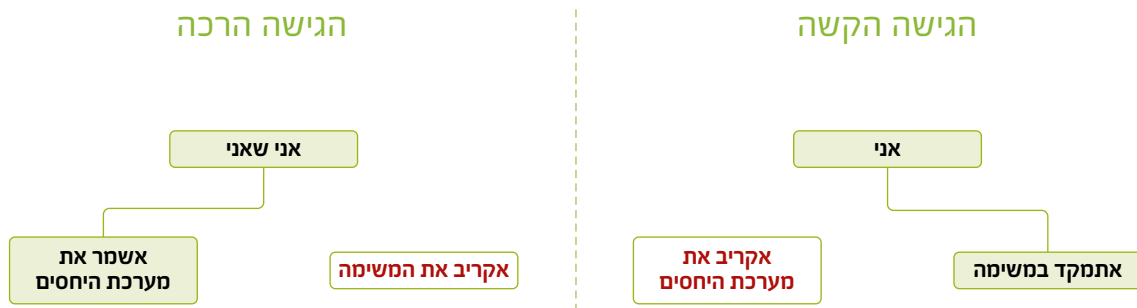 הגישה הקשה
אני
אתמקד במשימה
אקריב את
מערכת היחסים
הגישה הרכה
אני שאני
אקריב את המשימה
אשמר את
מערכת היחסים